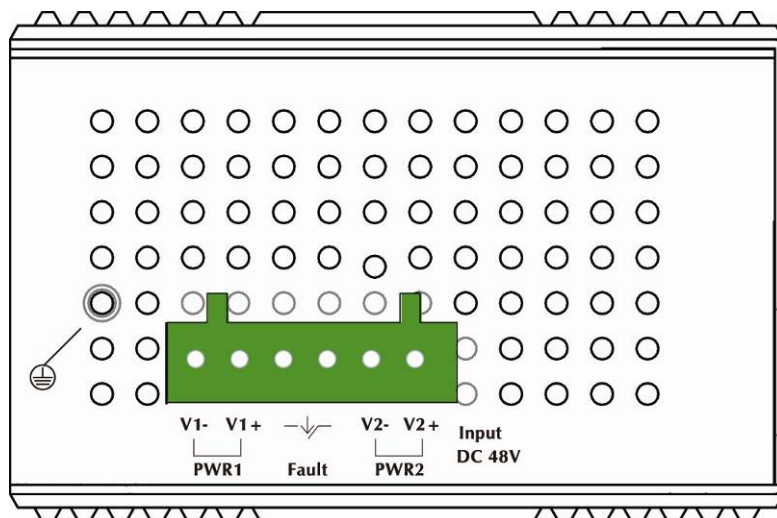 V1- V1+ V2- V2+ Input
PWR1 Fault PWR2 DC 48V